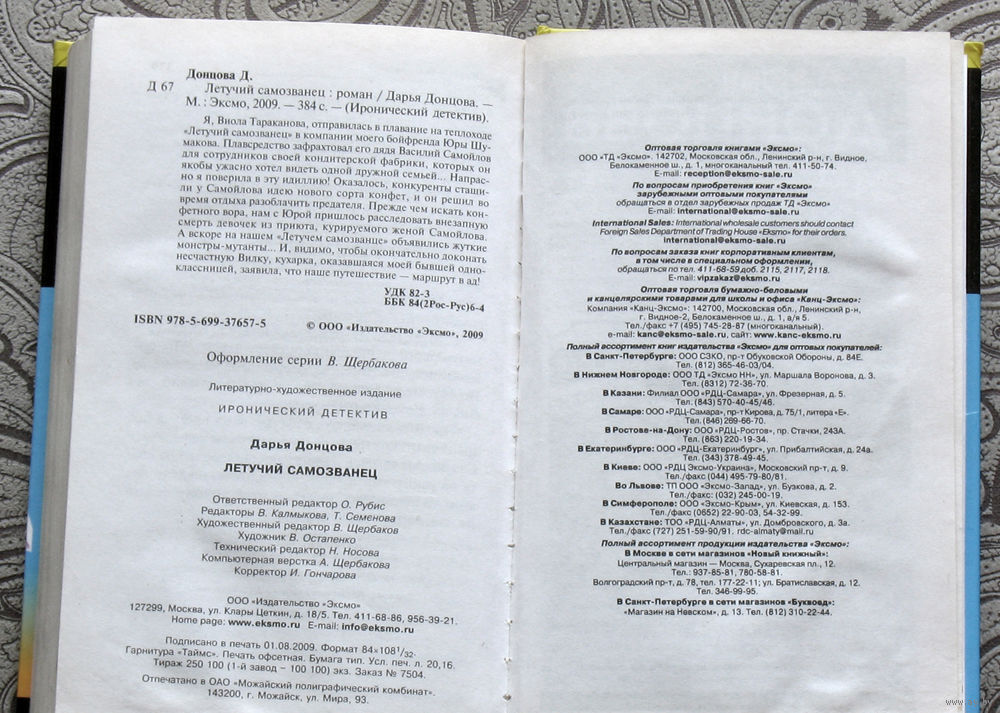 Донцова Д.
Д 67
Летучий самозванец : роман / Дарья Донцова. —
М. : Эксмо, 2009. — 384 с. — (Иронический детектив).
Я, Виола Тараканова, отправилась в плавание на теплоходе
«Летучий самозванец» в компании моего бойфренда Юры Шу-
макова. Плавсредство зафрахтовал его дядя Василий Самойлов
для сотрудников своей кондитерской фабрики, которых он
якобы ужасно хотел видеть одной дружной семьей... Напрас-
но я поверила в эту идиллию! Оказалось, конкуренты стащи-
ли у Самойлова идею нового сорта конфет, и он решил во
время отдыха разоблачить предателя. Прежде чем искать кон-
фетного вора, нам с Юрой пришлось расследовать внезапную
смерть девочек из приюта, курируемого женой Самойлова.
А вскоре на нашем «Летучем самозванце» объявились жуткие
монстры-мутанты... И, видимо, чтобы окончательно доконать
несчастную Вилку, кухарка, оказавшаяся моей бывшей одно-
классницей, заявила, что наше путешествие — маршрут в ад!
УДК 82-3
ББК 84(2Рос-Рус)6-4
ISBN 978-5-699-37657-5
© ООО «Издательство «Эксмо», 2009
Оформление серии В. Щербакова
Литературно-художественное издание
ИРОНИЧЕСКИЙ ДЕТЕКТИВ
Дарья Донцова
ЛЕТУЧИЙ САМОЗВАНЕЦ
Ответственный редактор О. Рубис
Редакторы В. Калмыкова, Т. Семенова
Художественный редактор В. Щербаков
Художник В. Остапенко
Технический редактор Н. Носова
Компьютерная верстка А. Щербакова
Корректор И. Гончарова
ООО «Издательство «Эксмо»
127299, Москва, ул. Клары Цеткин, д. 18/5. Тел. 411-68-86, 956-39-21.
Home page: www.eksmo.ru E-mail: info@eksmo.ru
Подписано в печать 01.08.2009. Формат 84×108 1/32.
Гарнитура «Таймс». Печать офсетная. Бумага тип. Усл. печ. л. 20,16.
Тираж 250 100 (1-й завод – 100 100) экз. Заказ № 7504.
Отпечатано в ОАО «Можайский полиграфический комбинат».
143200, г. Можайск, ул. Мира, 93.
Оптовая торговля книгами «Эксмо»:
ООО «ТД «Эксмо». 142702, Московская обл., Ленинский р-н, г. Видное,
Белокаменное ш., д. 1, многоканальный тел. 411-50-74.
E-mail: reception@eksmo-sale.ru
По вопросам приобретения книг «Эксмо»
зарубежными оптовыми покупателями
обращаться в отдел зарубежных продаж ТД «Эксмо»
E-mail: international@eksmo-sale.ru
International Sales: International wholesale customers should contact
Foreign Sales Department of Trading House «Eksmo» for their orders.
international@eksmo-sale.ru
По вопросам заказа книг корпоративным клиентам,
в том числе в специальном оформлении,
обращаться по тел. 411-68-59 доб. 2115, 2117, 2118.
E-mail: vipzakaz@eksmo.ru
Оптовая торговля бумажно-беловыми
и канцелярскими товарами для школы и офиса «Канц-Эксмо»:
Компания «Канц-Эксмо»: 142700, Московская обл., Ленинский р-н,
г. Видное-2, Белокаменное ш., д. 1, а/я 5.
Тел./факс +7 (495) 745-28-87 (многоканальный).
e-mail: kanc@eksmo-sale.ru, сайт: www.kanc-eksmo.ru
Полный ассортимент книг издательства «Эксмо» для оптовых покупателей:
В Санкт-Петербурге: ООО СЗКО, пр-т Обуховской Обороны, д. 84Е.
Тел. (812) 365-46-03/04.
В Нижнем Новгороде: ООО ТД «Эксмо НН», ул. Маршала Воронова, д. 3.
Тел. (8312) 72-36-70.
В Казани: Филиал ООО «РДЦ-Самара», ул. Фрезерная, д. 5.
Тел. (843) 570-40-45/46.
В Самаре: ООО «РДЦ-Самара», пр-т Кирова, д. 75/1, литера «Е».
Тел. (846) 269-66-70.
В Ростове-на-Дону: ООО «РДЦ-Ростов», пр. Стачки, 243А.
Тел. (863) 220-19-34.
В Екатеринбурге: ООО «РДЦ-Екатеринбург», ул. Прибалтийская, д. 24а.
Тел. (343) 378-49-45.
В Киеве: ООО «РДЦ Эксмо-Украина», Московский пр-т, д. 9.
Тел./факс (044) 495-79-80/81.
Во Львове: ТП ООО «Эксмо-Запад», ул. Бузкова, д. 2.
Тел./факс: (032) 245-00-19.
В Симферополе: ООО «Эксмо-Крым», ул. Киевская, д. 153.
Тел./факс (0652) 22-90-03, 54-32-99.
В Казахстане: ТОО «РДЦ-Алматы», ул. Домбровского, д. 3а.
Тел./факс (727) 251-59-90/91. rdc-almaty@mail.ru
Полный ассортимент продукции издательства «Эксмо»:
В Москве в сети магазинов «Новый книжный»:
Центральный магазин — Москва, Сухаревская пл., 12.
Тел.: 937-85-81, 780-58-81.
Волгоградский пр-т, д. 78, тел. 177-22-11; ул. Братиславская, д. 12.
Тел. 346-99-95.
В Санкт-Петербурге в сети магазинов «Буквоед»:
«Магазин на Невском», д. 13. Тел. (812) 310-22-44.